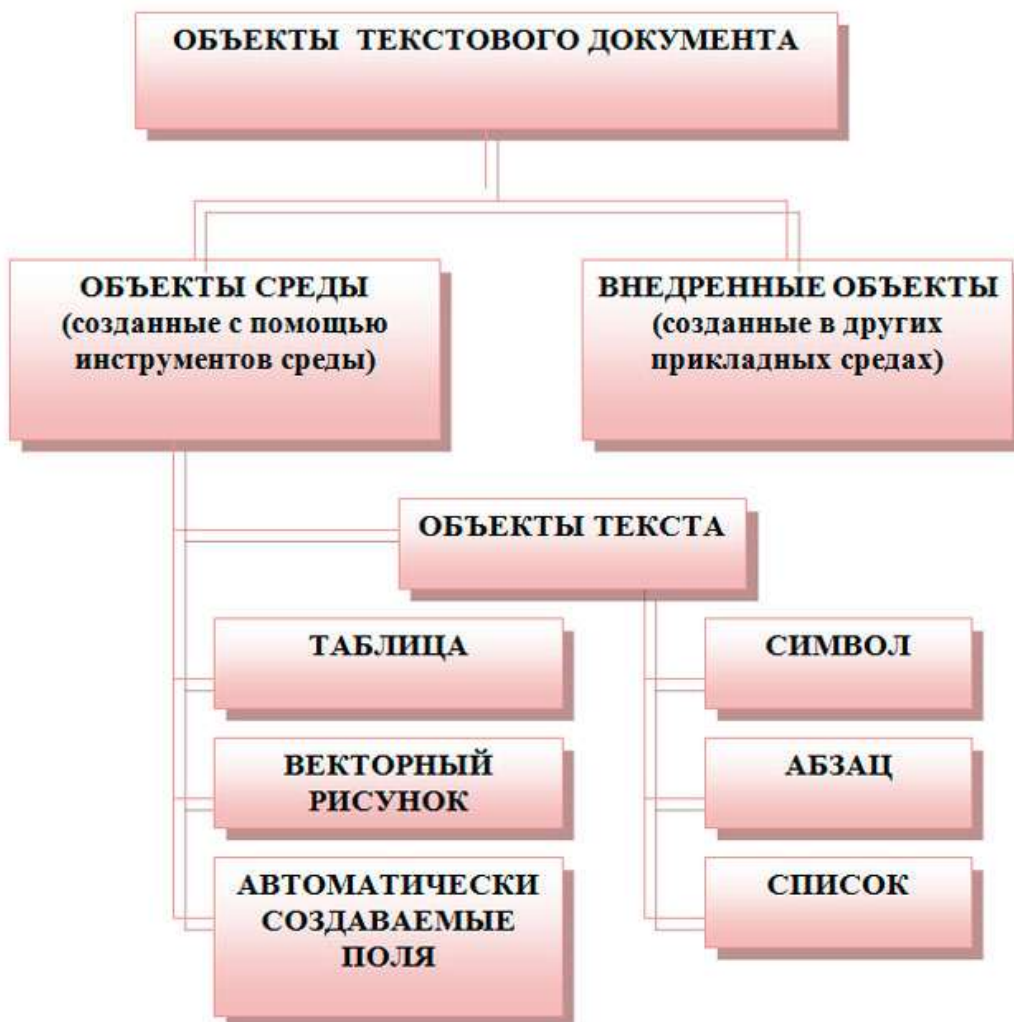 ОБЪЕКТЫ ТЕКСТОВОГО ДОКУМЕНТА
ОБЪЕКТЫ СРЕДЫ
(созданные с помощью
инструментов среды)
ВНЕДРЕННЫЕ ОБЪЕКТЫ
(созданные в других
прикладных средах)
ОБЪЕКТЫ ТЕКСТА
ТАБЛИЦА
ВЕКТОРНЫЙ
РИСУНОК
АВТОМАТИЧЕСКИ
СОЗДАВАЕМЫЕ
ПОЛЯ
СИМВОЛ
АБЗАЦ
СПИСОК